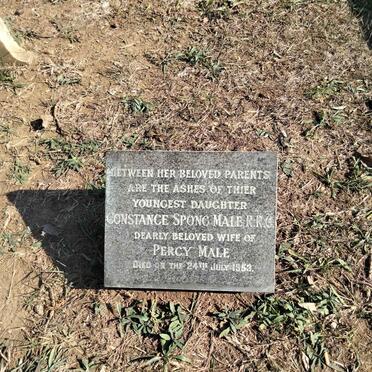 BETWEEN HER BELOVED PARENTS
ARE THE ASHES OF THIER
YOUNGEST DAUGHTER
CONSTANCE SPONG MALE, R.R.C.
DEARLY BELOVED WIFE OF
PERCY MALE
DIED ON THE 24TH JULY 1953.